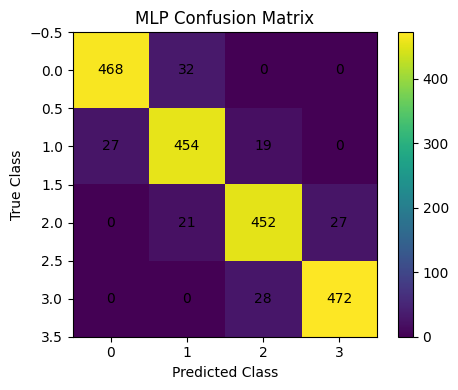 MLP Confusion Matrix
−0.5
0.0
0.5
1.0
1.5
2.0
2.5
3.0
3.5
True Class
468 32 0 0
27 454 19 0
0 21 452 27
0 0 28 472
0 1 2 3
Predicted Class
400
300
200
100
0